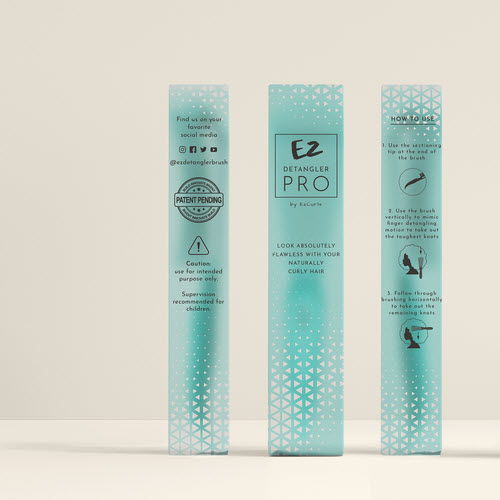 Find us on your
favorite
social media
@ezdetanglerbrush
PATENT PENDING
Caution:
use for intended
purpose only.
Supervision
recommended for
children.
EZ
DETANGLER
PRO
by EzCurls
LOOK ABSOLUTELY
FLAWLESS WITH YOUR
NATURALLY
CURLY HAIR
HOW TO USE
1. Use the sectioning
tip at the end of
the brush
2. Use the brush
vertically to mimic
finger detangling
motion to take out
the toughest knots
3. Follow through
brushing horizontally
to take out the
remaining knots